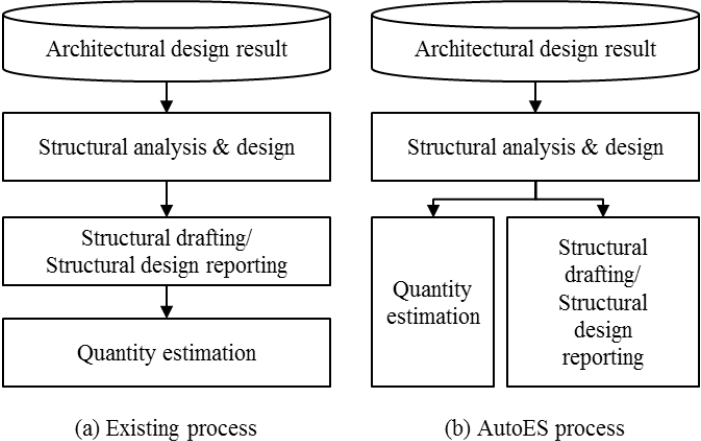 Architectural design result
Structural analysis & design
Structural drafting/
Structural design reporting
Quantity estimation
(a) Existing process
Architectural design result
Structural analysis & design
Quantity
estimation
Structural
drafting/
Structural
design
reporting
(b) AutoES process